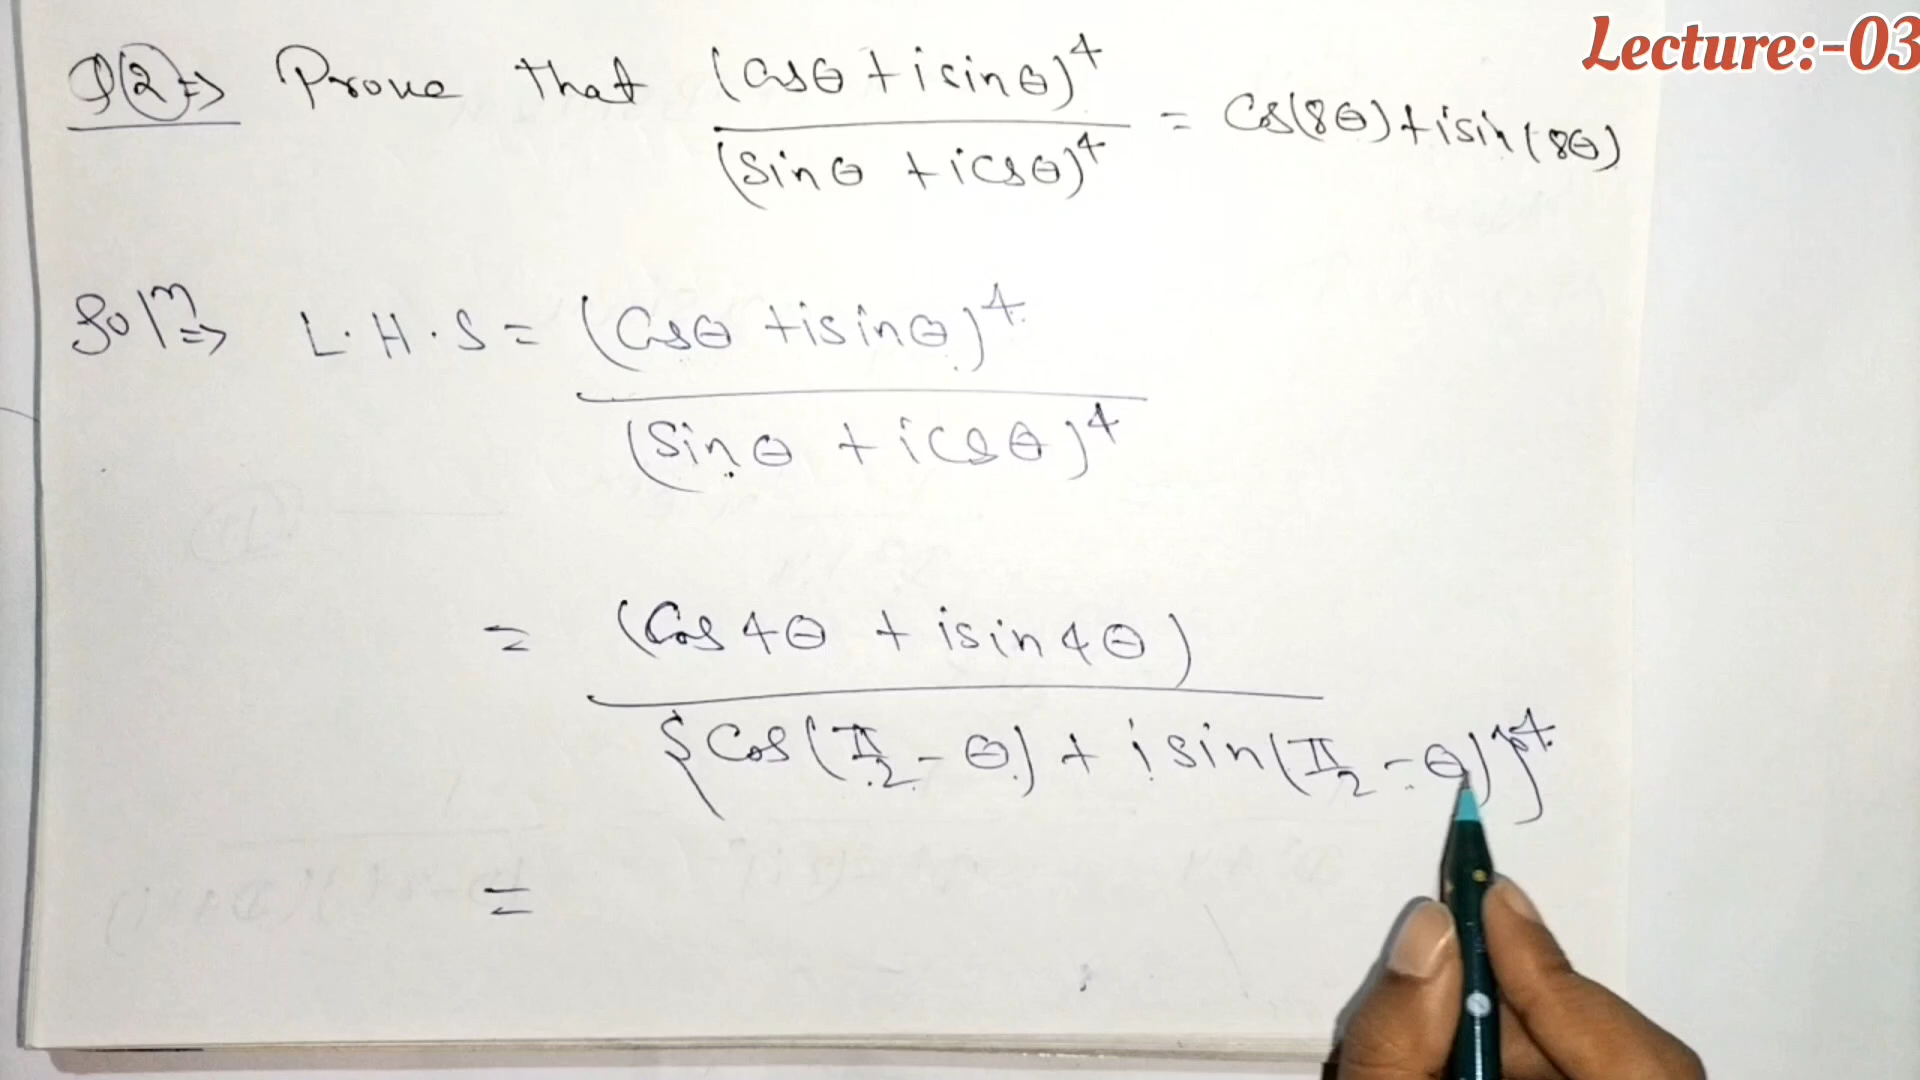 Lecture:-03
Q(2)=> Prove that (cosθ + i sinθ)^4 / (sinθ + i cosθ)^4 = cos(8θ) + i sin(8θ)
Sol^n=> L.H.S = (cosθ + i sinθ)^4
(sinθ + i cosθ)^4
= (cos 4θ + i sin 4θ)
{cos(π/2 - θ) + i sin(π/2 - θ)}^4
=